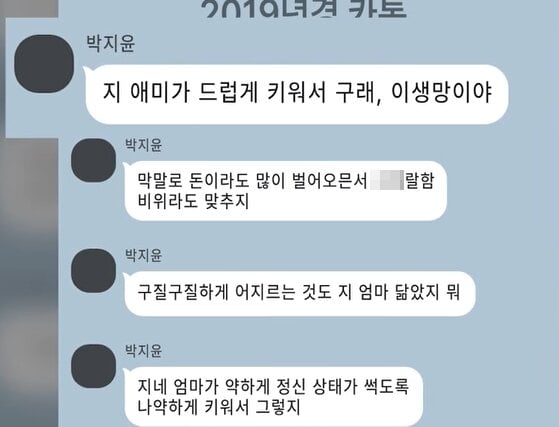 2019년경 카톡
박지윤
지 애미가 드럽게 키워서 구래, 이생망이야
박지윤
막말로 돈이라도 많이 벌어오믄서 랄함
비위라도 맞추지
박지윤
구질구질하게 어지르는 것도 지 엄마 닮았지 뭐
박지윤
지네 엄마가 약하게 정신 상태가 썩도록
나약하게 키워서 그렇지